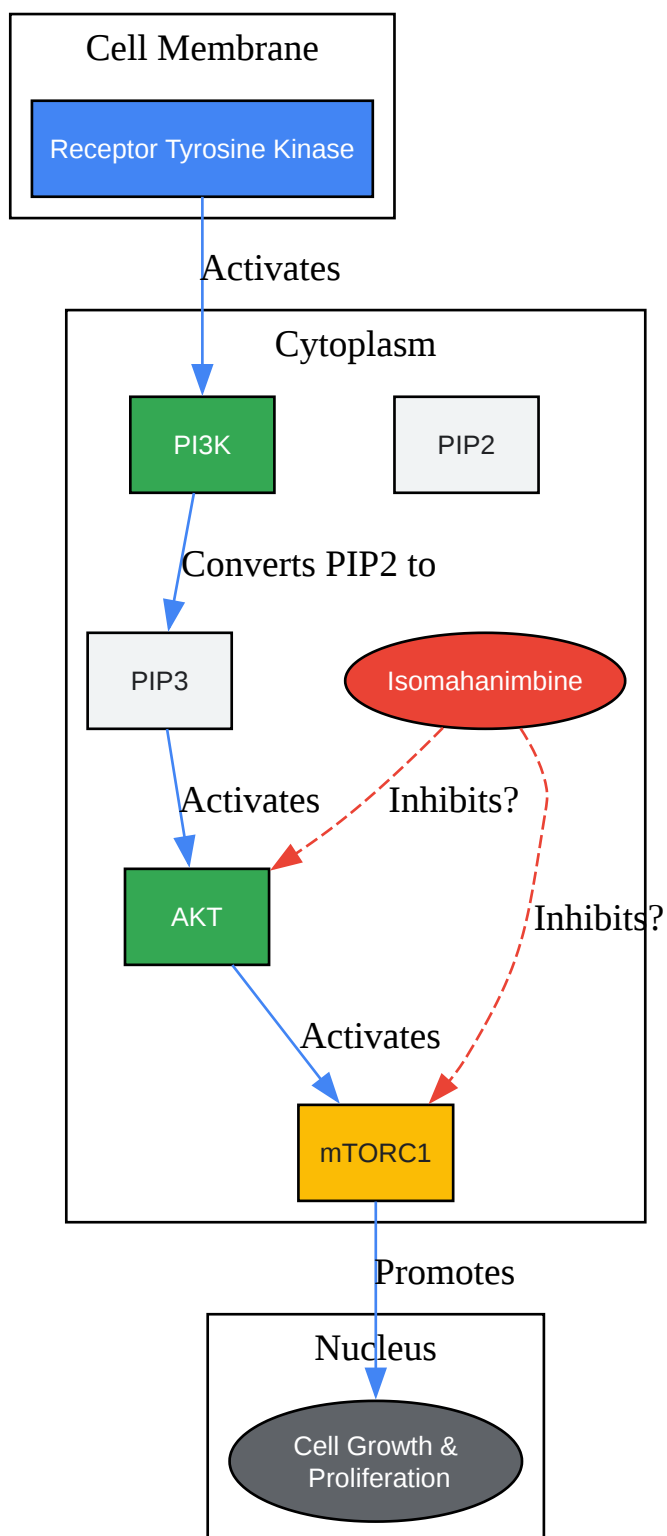 Cell Membrane
Receptor Tyrosine Kinase
Activates
Cytoplasm
PI3K
PIP2
Converts PIP2 to
PIP3
Isomahanimbine
Activates
Inhibits?
AKT
Inhibits?
Activates
mTORC1
Promotes
Nucleus
Cell Growth &
Proliferation